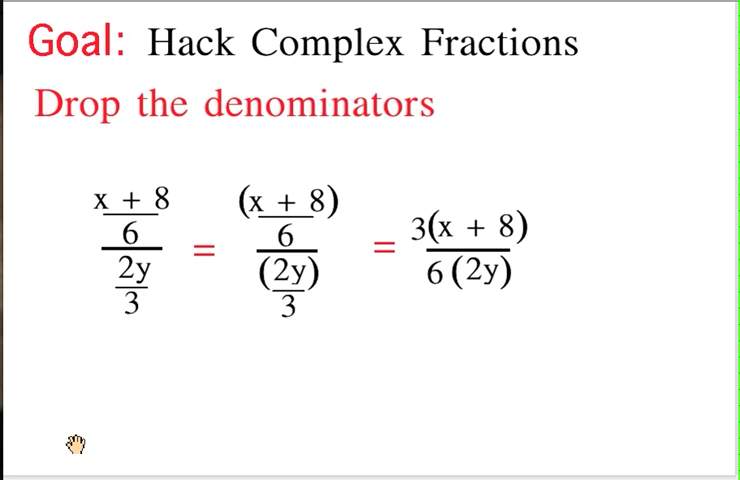 Goal: Hack Complex Fractions
Drop the denominators
x + 8
6
2y
3
=
(x + 8)
6
(2y)
3
=
3(x + 8)
6(2y)